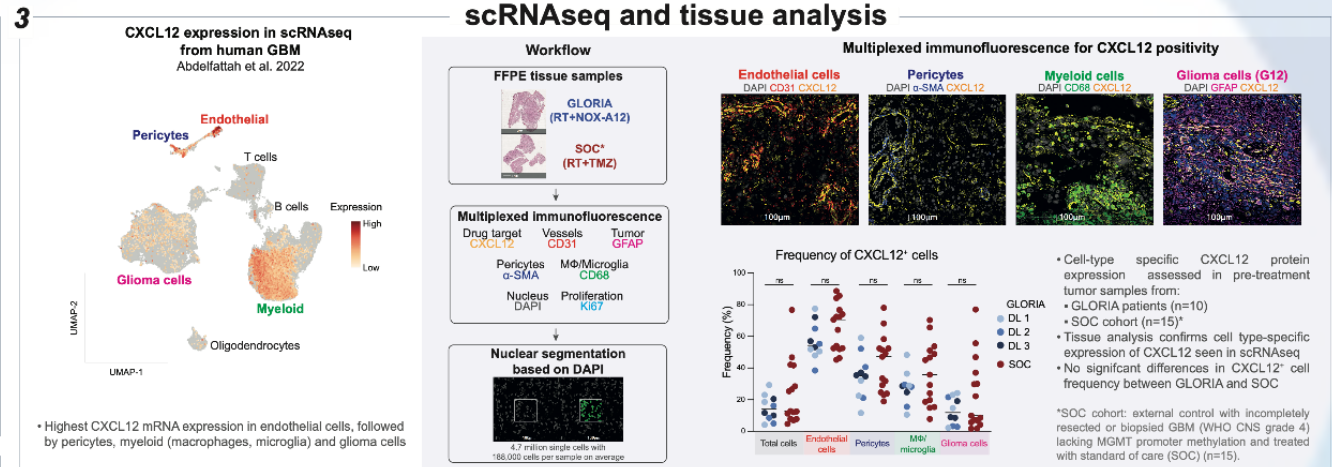 3
scRNAseq and tissue analysis
CXCL12 expression in scRNAseq
from human GBM
Abdelfattah et al. 2022
Endothelial
Pericytes
T cells
B cells
Expression
High
Low
Glioma cells
Myeloid
Oligodendrocytes
UMAP-2
UMAP-1
• Highest CXCL12 mRNA expression in endothelial cells, followed
by pericytes, myeloid (macrophages, microglia) and glioma cells
Workflow
FFPE tissue samples
GLORIA
(RT+NOX-A12)
SOC*
(RT+TMZ)
Multiplexed immunofluorescence
Drug target Vessels Tumor
CXCL12 CD31 GFAP
Pericytes MΦ/Microglia
α-SMA CD68
Nucleus Proliferation
DAPI Ki67
Nuclear segmentation
based on DAPI
4.7 million single cells with
188.000 cells per sample on average
Multiplexed immunofluorescence for CXCL12 positivity
Endothelial cells
DAPI CD31 CXCL12
100μm
Pericytes
DAPI α-SMA CXCL12
100μm
Myeloid cells
DAPI CD68 CXCL12
100μm
Glioma cells (G12)
DAPI GFAP CXCL12
100μm
Frequency of CXCL12⁺ cells
ns ns ns ns ns
Frequency (%)
100
80
60
40
20
0
Total cells
Endothelial
cells
Pericytes
MΦ/
microglia
Glioma cells
GLORIA
DL 1
DL 2
DL 3
SOC
• Cell-type specific CXCL12 protein
expression assessed in pre-treatment
tumor samples from:
▪ GLORIA patients (n=10)
▪ SOC cohort (n=15)*
• Tissue analysis confirms cell type-specific
expression of CXCL12 seen in scRNAseq
• No signifcant differences in CXCL12⁺ cell
frequency between GLORIA and SOC
*SOC cohort: external control with incompletely
resected or biopsied GBM (WHO CNS grade 4)
lacking MGMT promoter methylation and treated
with standard of care (SOC) (n=15).